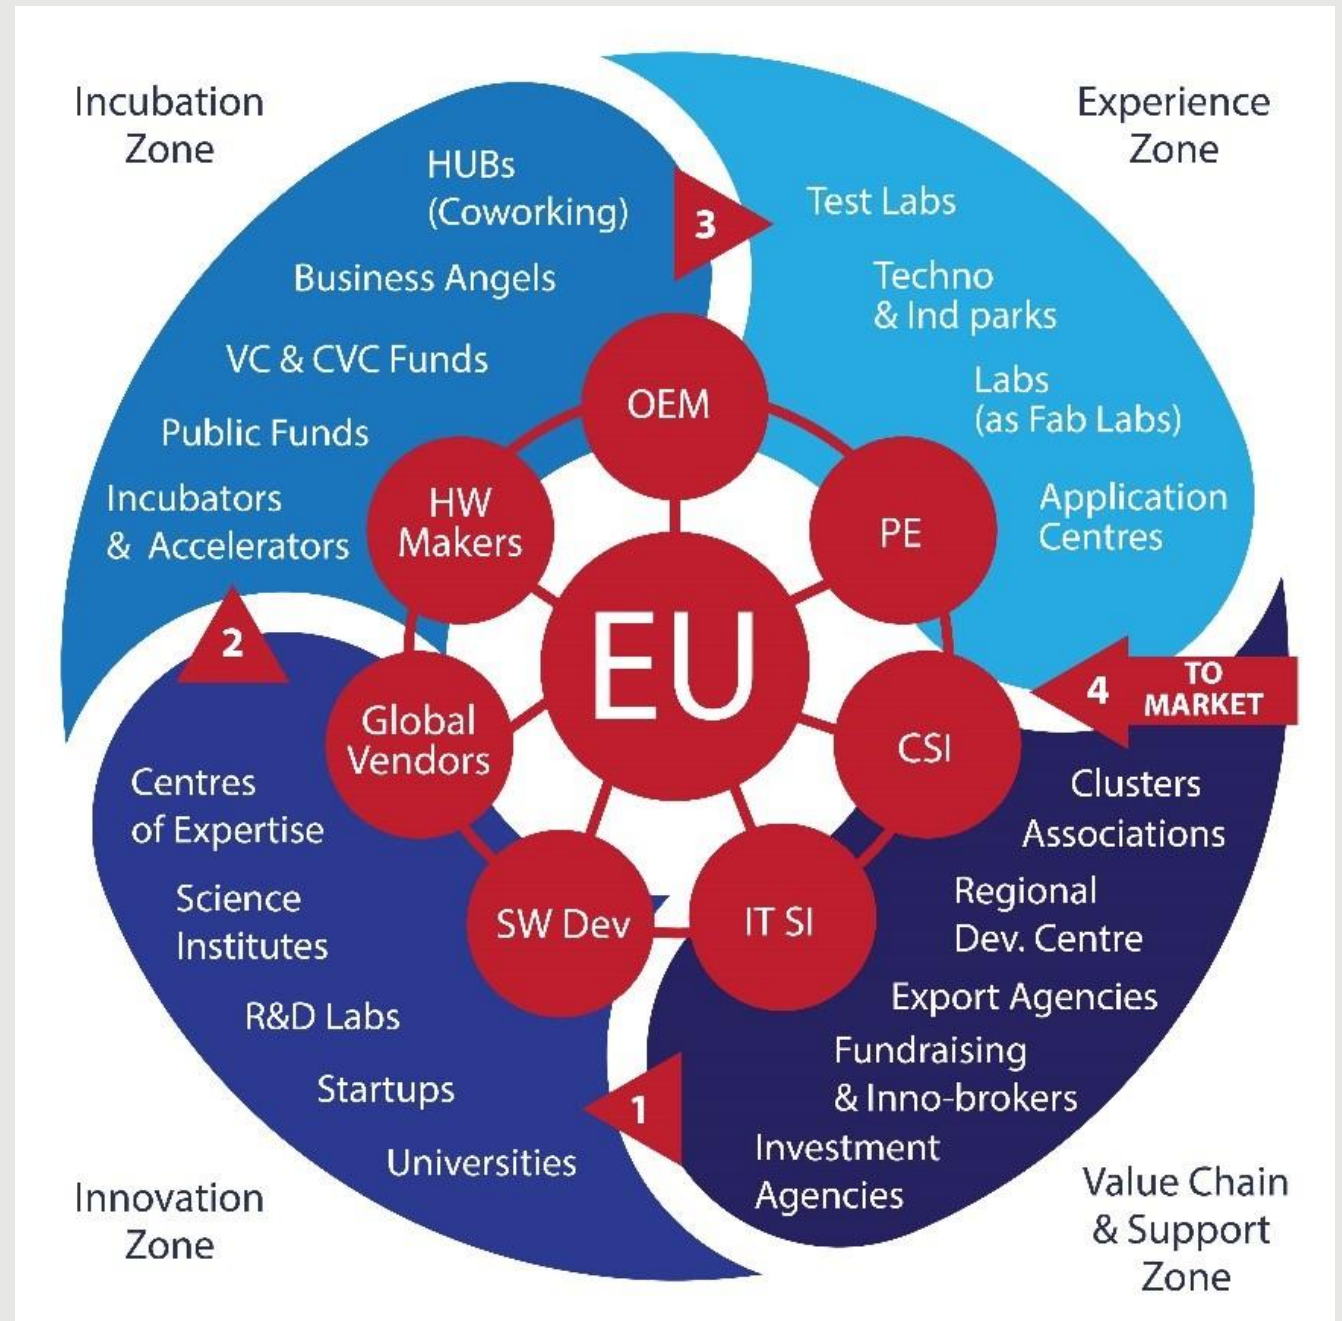 Incubation
Zone
Experience
Zone
HUBs
(Coworking)
Business Angels
VC & CVC Funds
Public Funds
Incubators
& Accelerators
3
Test Labs
Techno
& Ind parks
Labs
(as Fab Labs)
Application
Centres
OEM
HW
Makers
PE
EU
2
Global
Vendors
CSI
4
TO
MARKET
SW Dev
IT SI
Centres
of Expertise
Science
Institutes
R&D Labs
Startups
Universities
1
Clusters
Associations
Regional
Dev. Centre
Export Agencies
Fundraising
& Inno-brokers
Investment
Agencies
Innovation
Zone
Value Chain
& Support
Zone